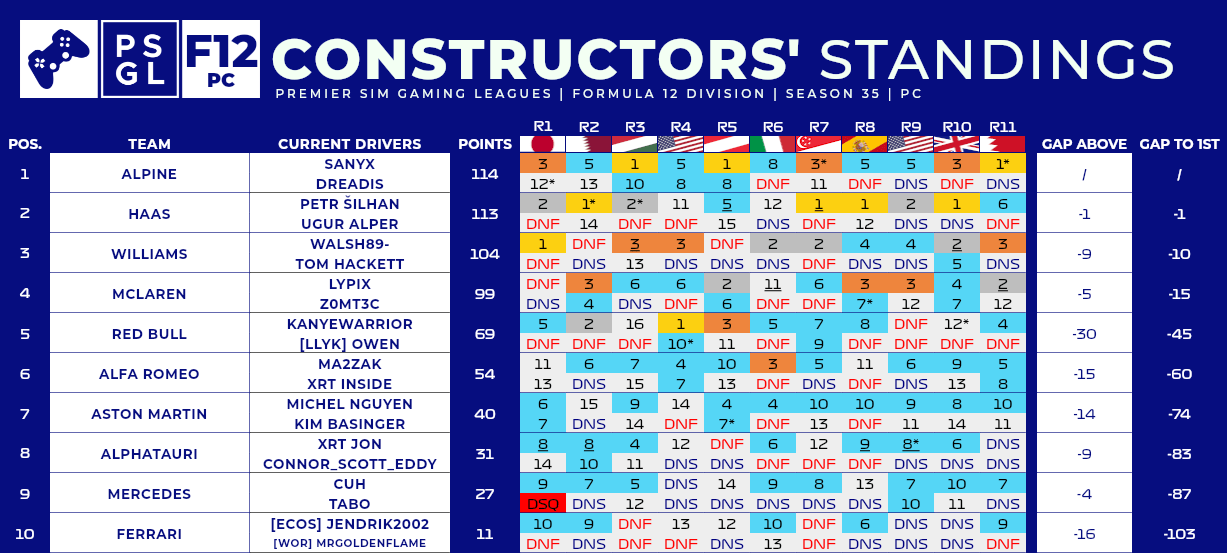 PS
GL
F12
PC
CONSTRUCTORS' STANDINGS
PREMIER SIM GAMING LEAGUES | FORMULA 12 DIVISION | SEASON 35 | PC
R1 R2 R3 R4 R5 R6 R7 R8 R9 R10 R11
POS. TEAM CURRENT DRIVERS POINTS GAP ABOVE GAP TO 1ST
SANYX 3 5 1 5 1 8 3* 5 5 3 1*
1 ALPINE 114 / /
DREADIS 12* 13 10 8 8 DNF 11 DNF DNS DNF DNS
PETR ŠILHAN 2 1* 2* 11 5 12 1 1 2 1 6
2 HAAS 113 -1 -1
UGUR ALPER DNF 14 DNF DNF 15 DNS DNF 12 DNS DNF DNF
WALSH89- 1 DNF 3 3 DNF 2 2 4 4 2 3
3 WILLIAMS 104 -9 -10
TOM HACKETT DNF DNS 13 DNS DNS DNS DNF DNS DNS 5 DNS
LYPIX DNF 3 6 6 2 11 6 3 3 4 2
4 MCLAREN 99 -5 -15
Z0MT3C DNS 4 DNS DNF 6 DNF DNF 7* 12 7 12
KANYEWARRIOR 5 2 16 1 3 5 7 8 DNF 12* 4
5 RED BULL 69 -30 -45
[LLYK] OWEN DNF DNF DNF 10* 11 DNF 9 DNF DNF DNF DNF
MA2ZAK 11 6 7 4 10 3 5 11 6 9 5
6 ALFA ROMEO 54 -15 -60
XRT INSIDE 13 DNS 15 7 13 DNF DNS DNF DNS 13 8
MICHEL NGUYEN 6 15 9 14 4 4 10 10 9 8 10
7 ASTON MARTIN 40 -14 -74
KIM BASINGER 7 DNS 14 DNF 7* DNF 13 DNF 11 14 11
XRT JON 8 8 4 12 DNF 6 12 9 8* 6 DNS
8 ALPHATAURI 31 -9 -83
CONNOR_SCOTT_EDDY 14 10 11 DNS DNS DNF DNF DNF DNS DNS DNS
CUH 9 7 5 DNS 14 9 8 13 7 10 7
9 MERCEDES 27 -4 -87
TABO DSQ DNS 12 DNS DNS DNS DNS DNS 10 11 DNS
[ECOS] JENDRIK2002 10 9 DNF 13 12 10 DNF 6 DNS DNS 9
10 FERRARI 11 -16 -103
[WOR] MRGOLDENFLAME DNF DNS DNF DNS DNS 13 DNF DNS DNS DNS DNF